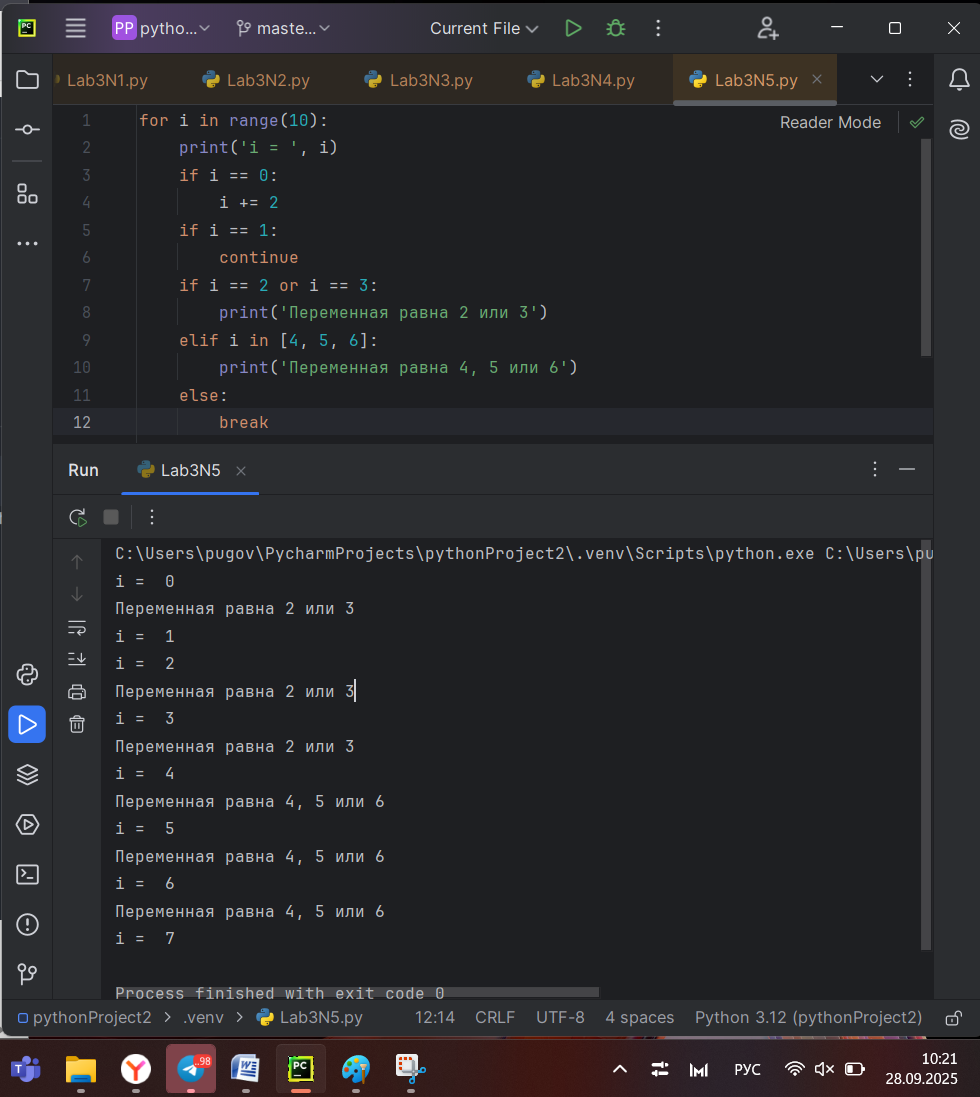 PP pytho... maste... Current File
Lab3N1.py Lab3N2.py Lab3N3.py Lab3N4.py Lab3N5.py
Reader Mode
1 for i in range(10):
2     print('i = ', i)
3     if i == 0:
4         i += 2
5     if i == 1:
6         continue
7     if i == 2 or i == 3:
8         print('Переменная равна 2 или 3')
9     elif i in [4, 5, 6]:
10         print('Переменная равна 4, 5 или 6')
11     else:
12         break
Run Lab3N5
C:\Users\pugov\PycharmProjects\pythonProject2\.venv\Scripts\python.exe C:\Users\pu
i =  0
Переменная равна 2 или 3
i =  1
i =  2
Переменная равна 2 или 3
i =  3
Переменная равна 2 или 3
i =  4
Переменная равна 4, 5 или 6
i =  5
Переменная равна 4, 5 или 6
i =  6
Переменная равна 4, 5 или 6
i =  7
Process finished with exit code 0
pythonProject2 > .venv > Lab3N5.py 12:14 CRLF UTF-8 4 spaces Python 3.12 (pythonProject2)
РУС 10:21
28.09.2025